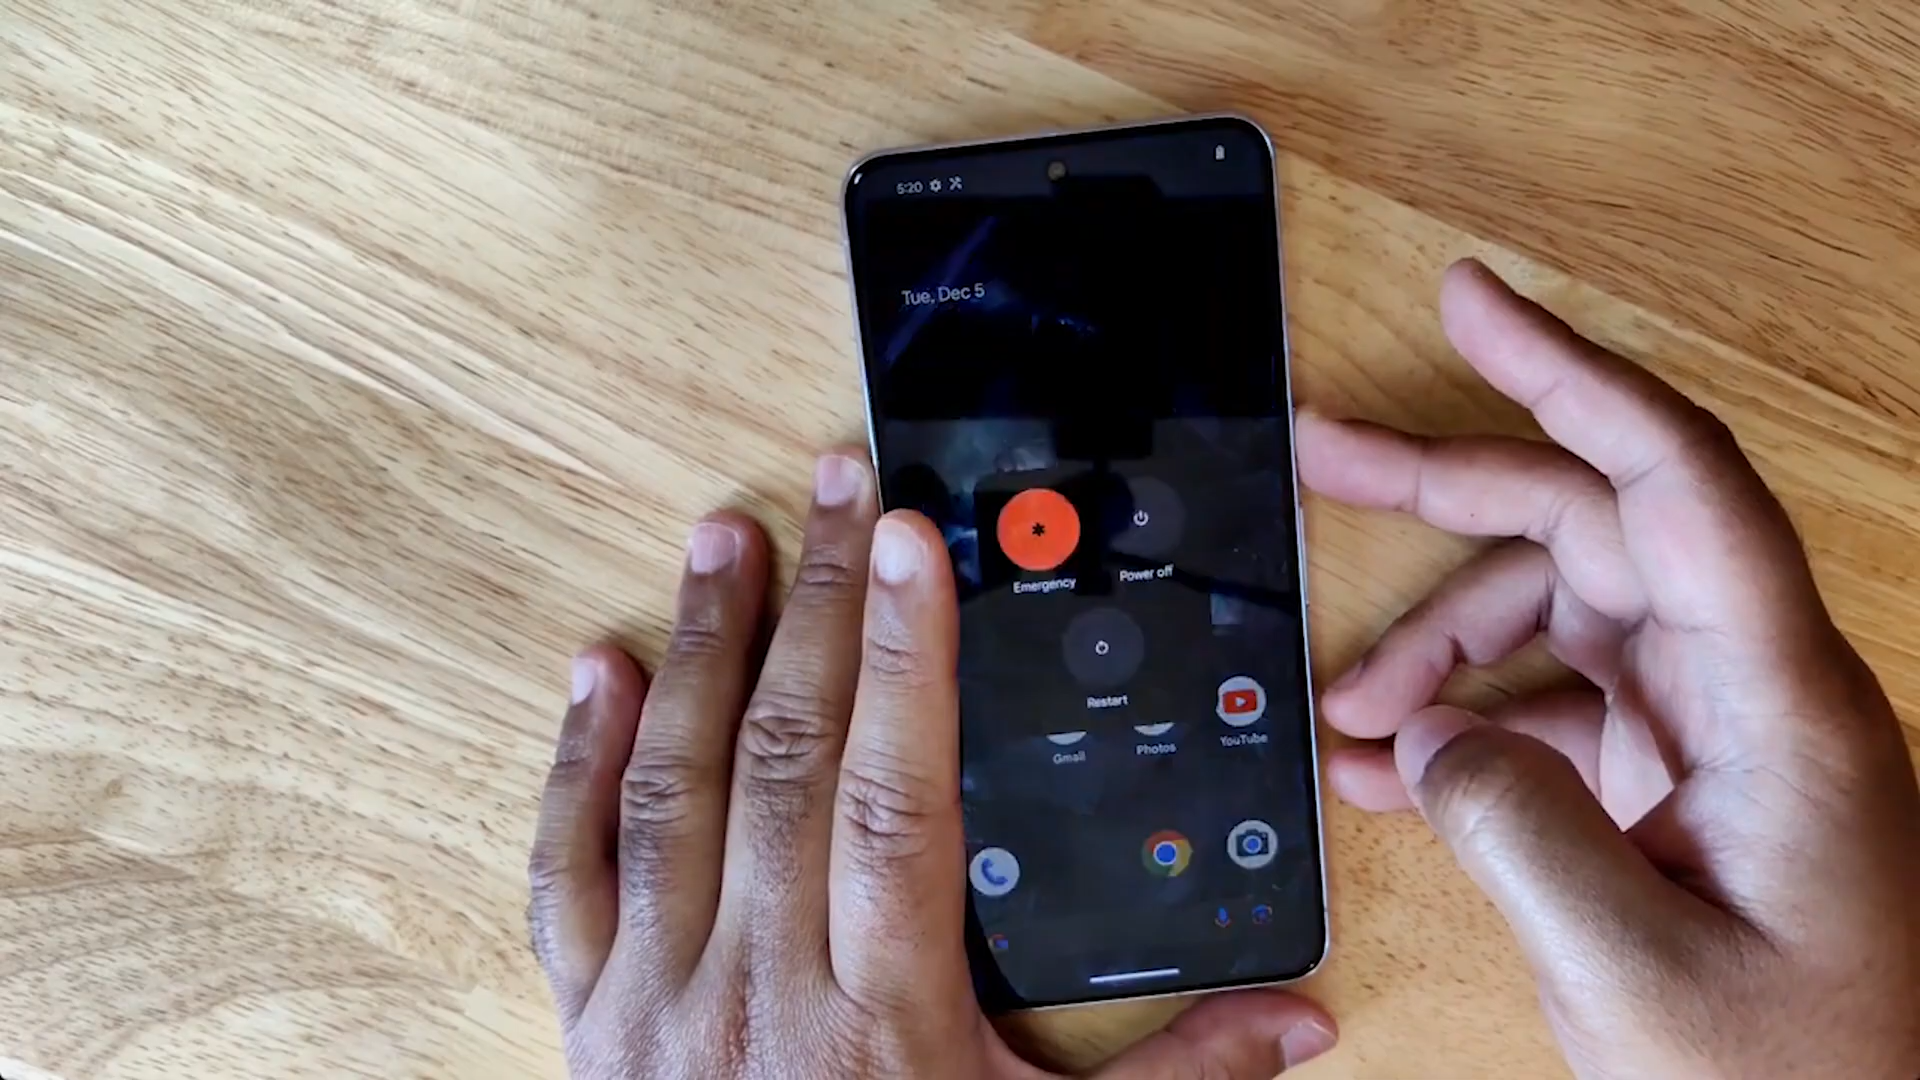 5:20
Tue, Dec 5
Emergency
Power off
Restart
Gmail
Photos
YouTube